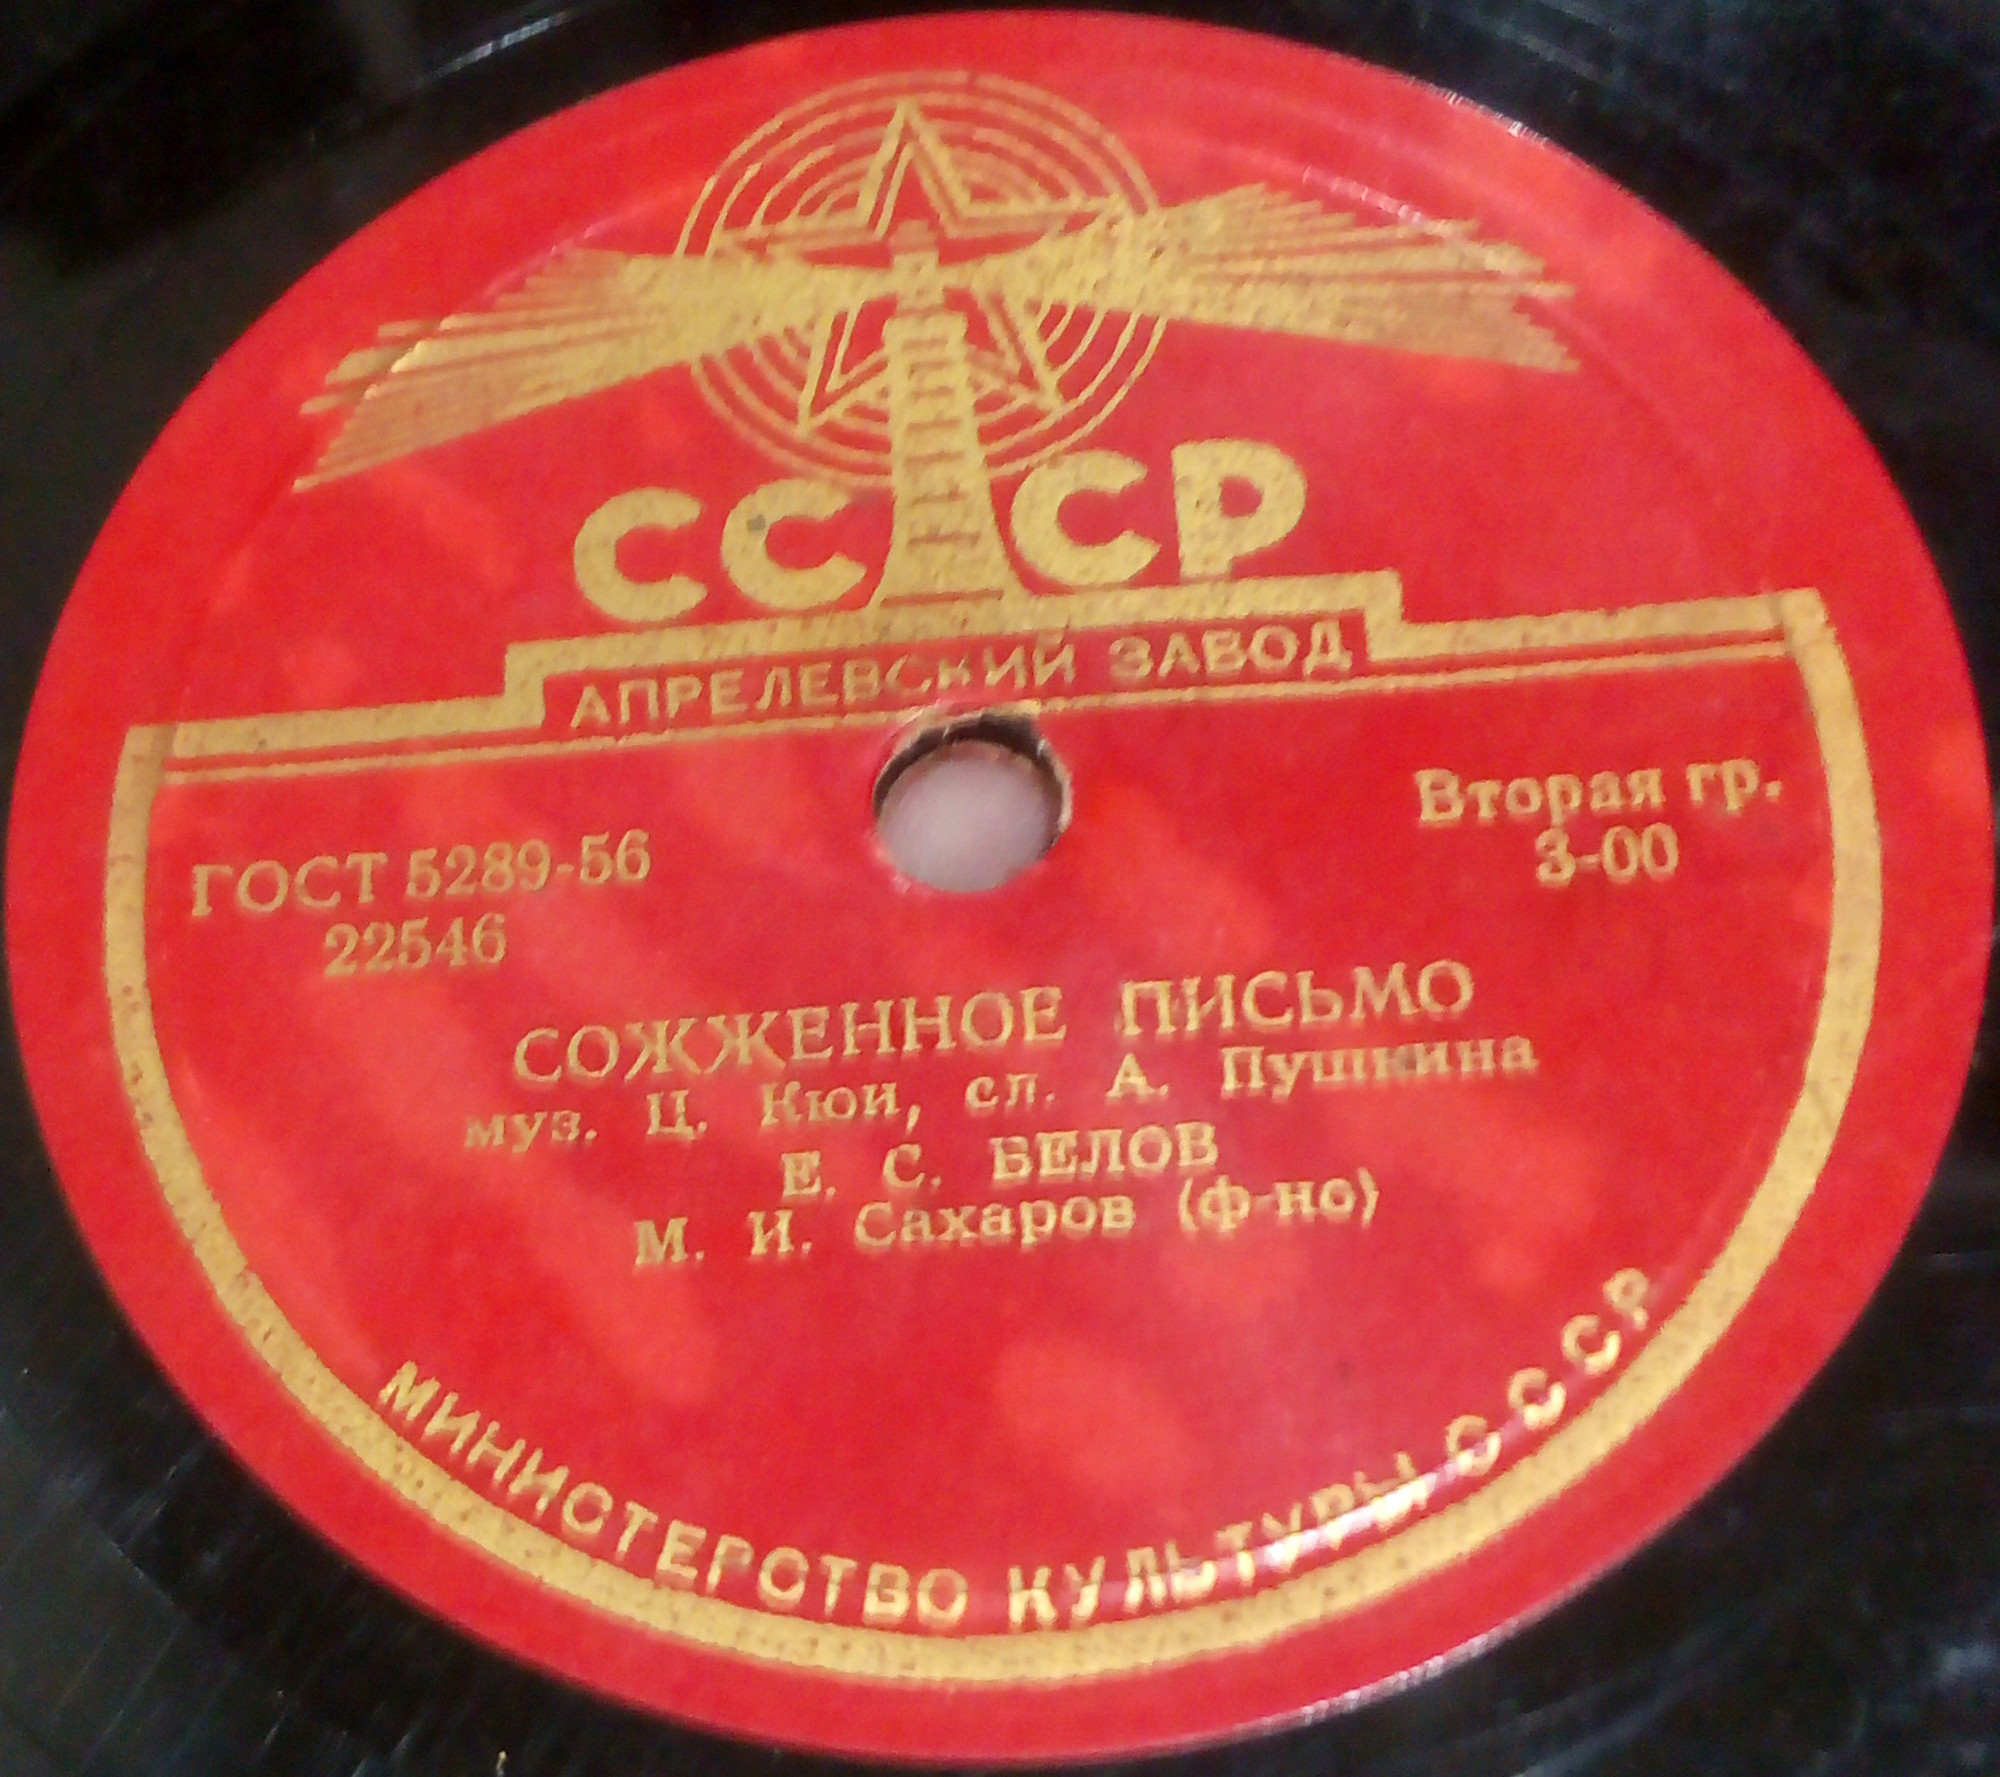 СССР
АПРЕЛЕВСКИЙ ЗАВОД
Вторая гр.
3-00
ГОСТ 5289-56
22546
СОЖЖЕННОЕ ПИСЬМО
муз. Ц. Кюи, сл. А. Пушкина
Е. С. БЕЛОВ
М. И. Сахаров (ф-но)
МИНИСТЕРСТВО КУЛЬТУРЫ СССР